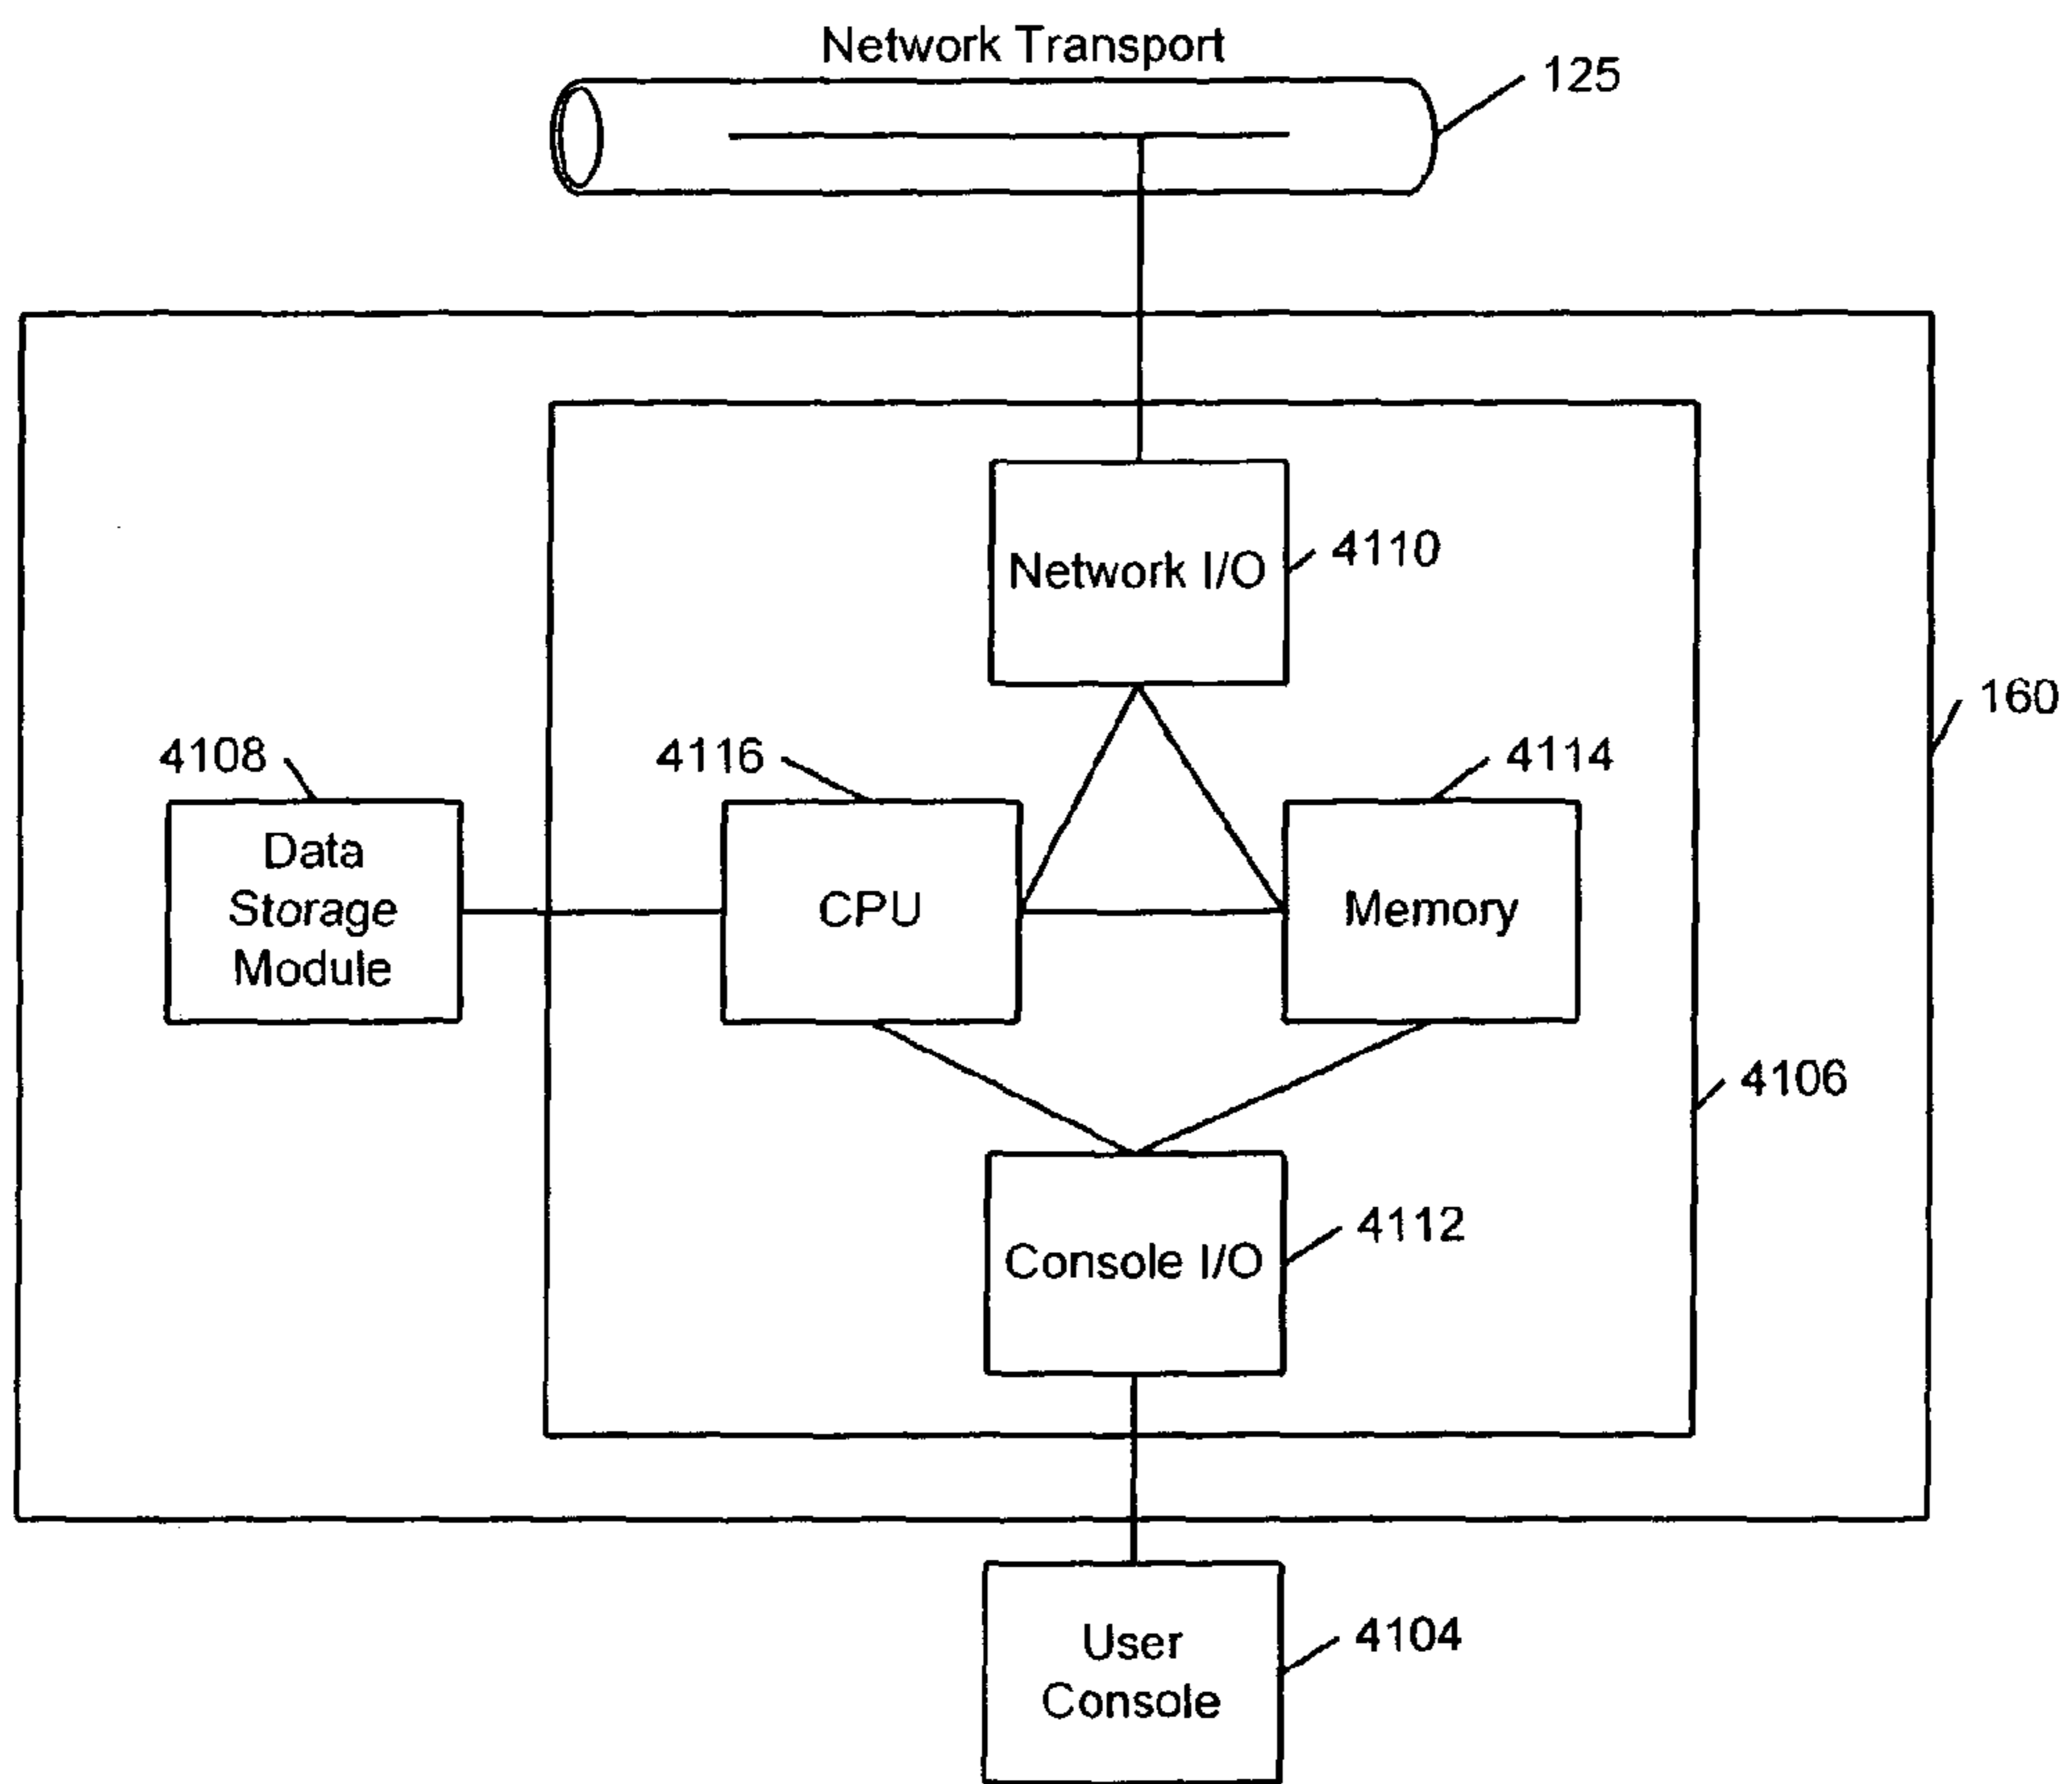 Network Transport
125
Network I/O
4110
160
4108
4116
4114
Data
Storage
Module
CPU
Memory
4106
Console I/O
4112
User
Console
4104